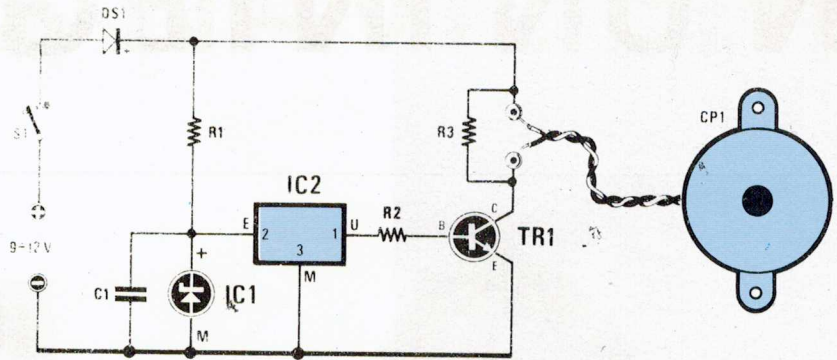 DS1
S1
9-12 V
C1
R1
+
IC1
M
E
IC2
2
1
3
M
U
R2
B
C
E
TR1
R3
CP1